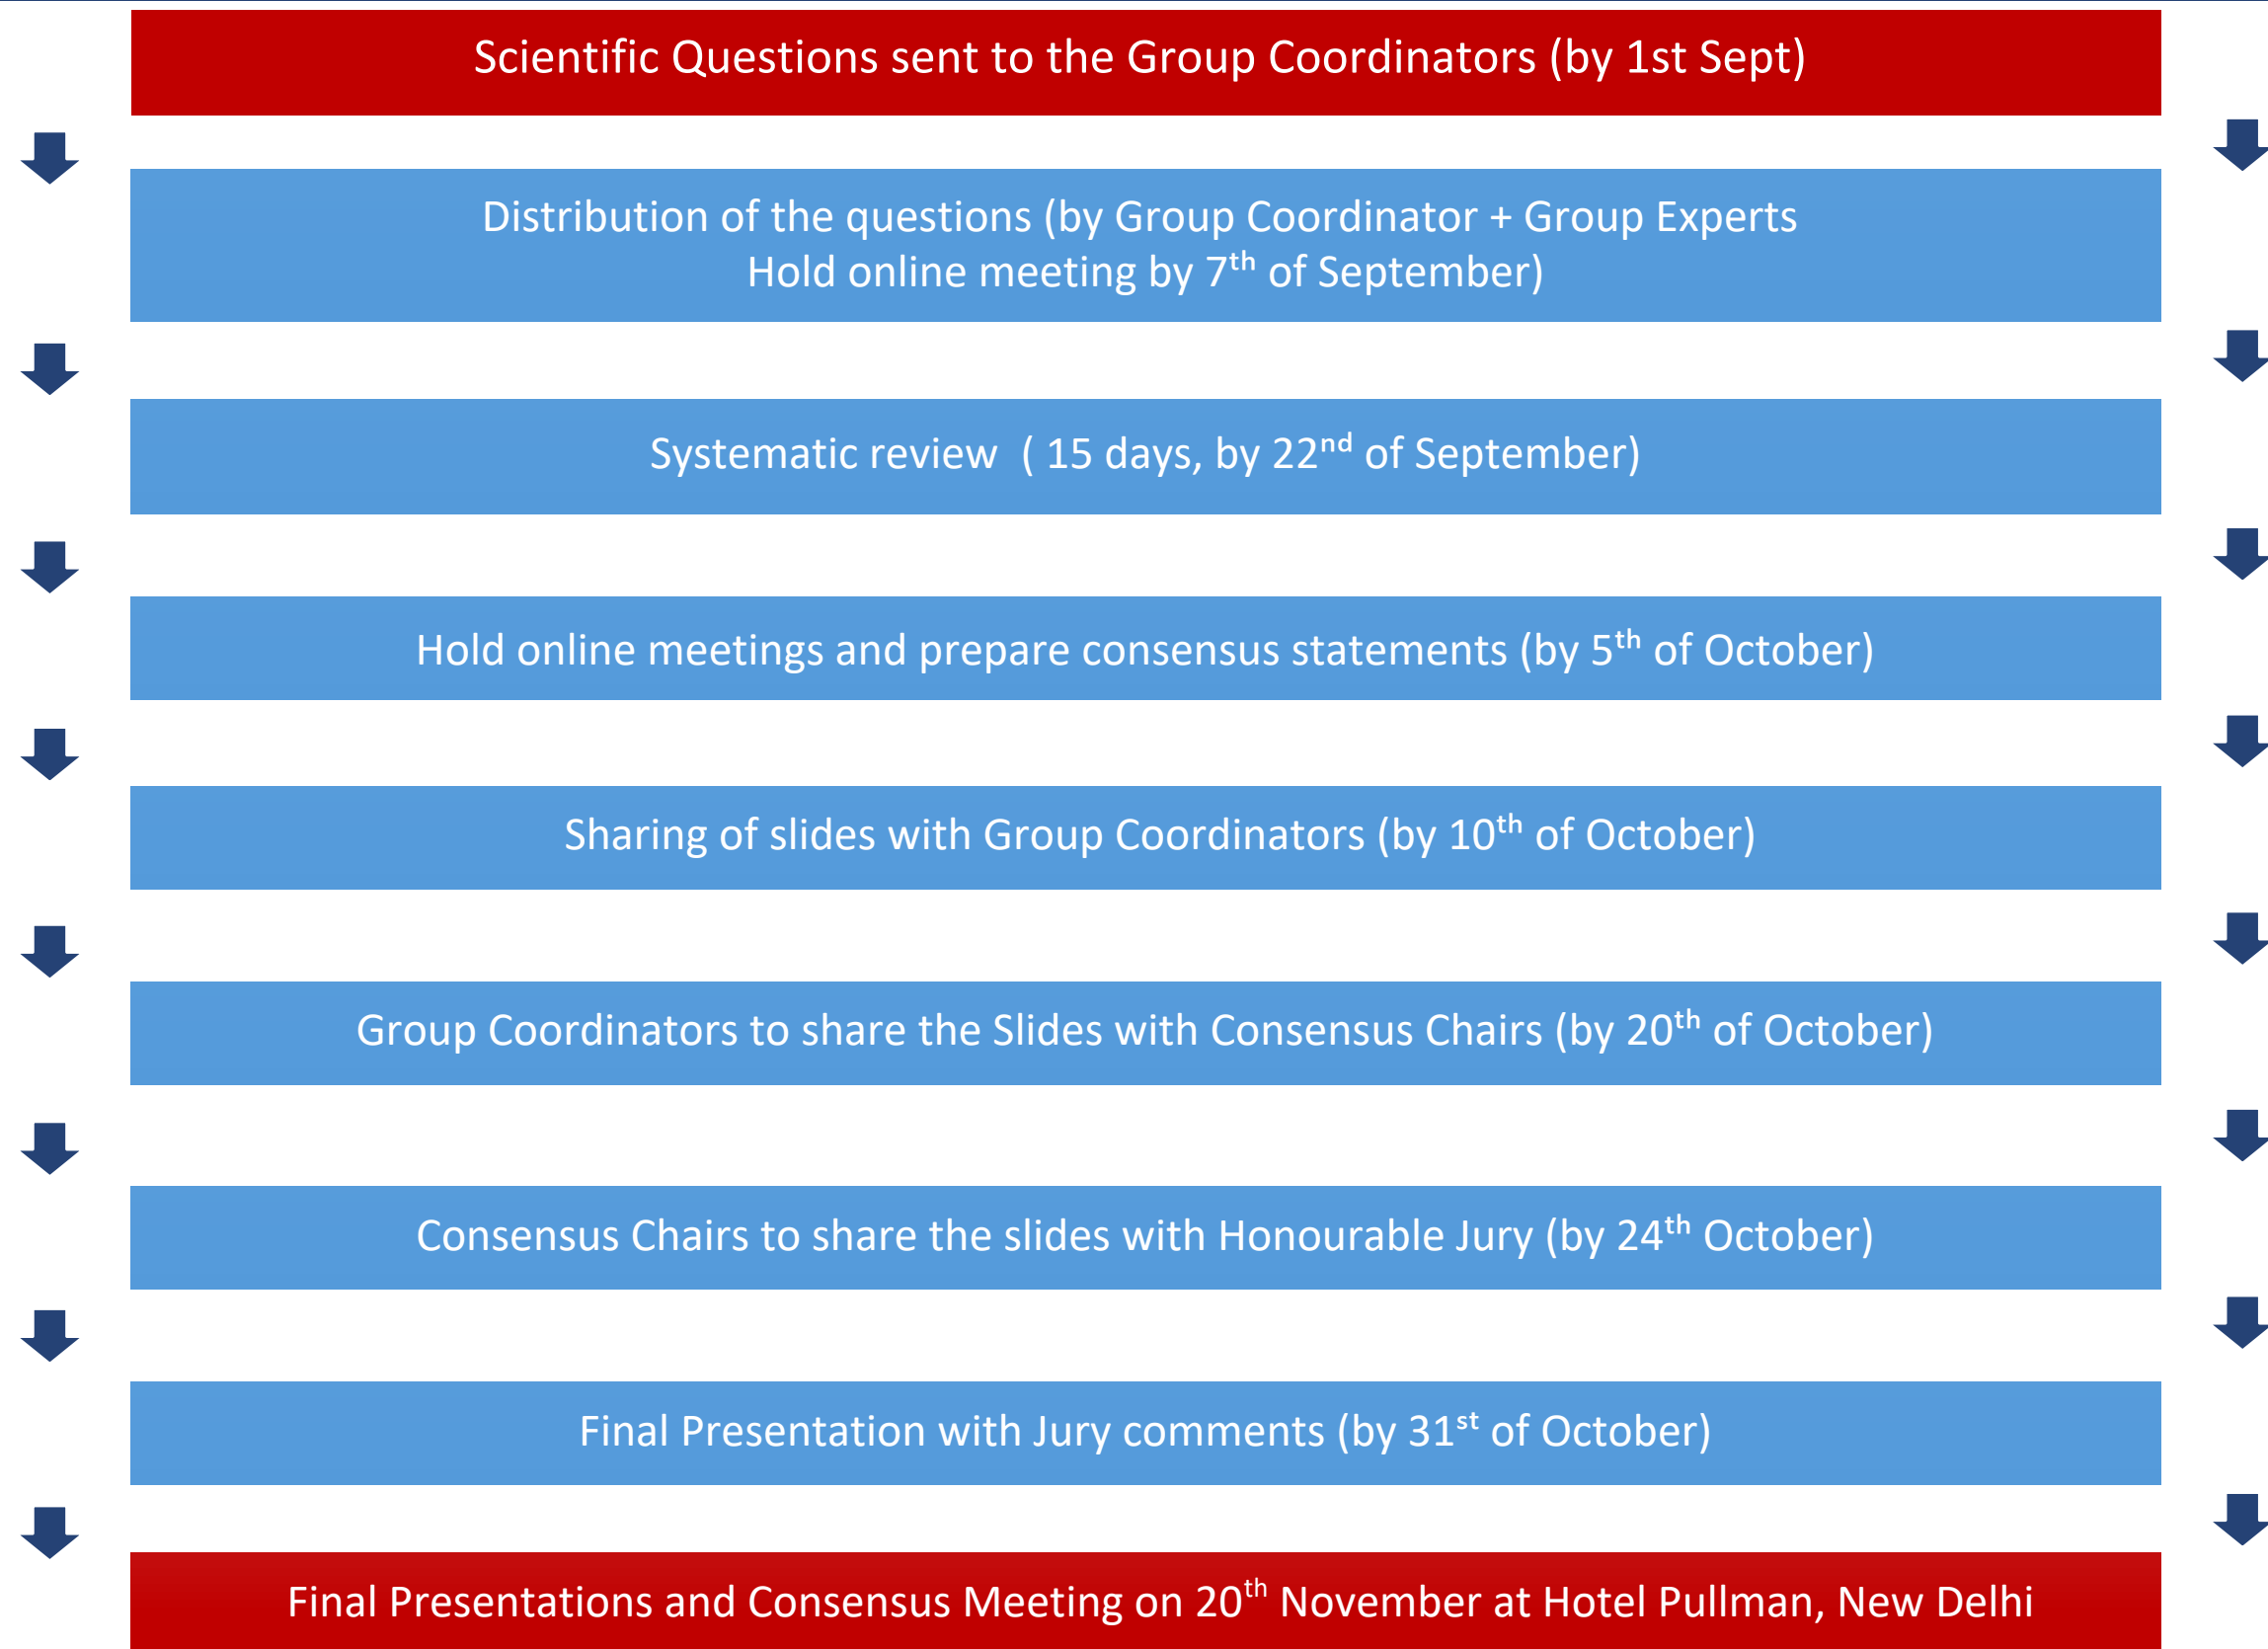 Scientific Questions sent to the Group Coordinators (by 1st Sept)
Distribution of the questions (by Group Coordinator + Group Experts
Hold online meeting by 7th of September)
Systematic review  ( 15 days, by 22nd of September)
Hold online meetings and prepare consensus statements (by 5th of October)
Sharing of slides with Group Coordinators (by 10th of October)
Group Coordinators to share the Slides with Consensus Chairs (by 20th of October)
Consensus Chairs to share the slides with Honourable Jury (by 24th October)
Final Presentation with Jury comments (by 31st of October)
Final Presentations and Consensus Meeting on 20th November at Hotel Pullman, New Delhi